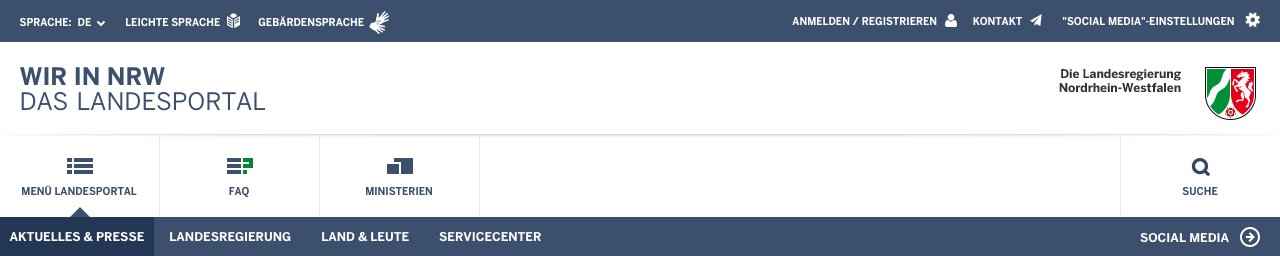 SPRACHE: DE
LEICHTE SPRACHE
GEBÄRDENSPRACHE
ANMELDEN / REGISTRIEREN
KONTAKT
"SOCIAL MEDIA"-EINSTELLUNGEN
WIR IN NRW
DAS LANDESPORTAL
Die Landesregierung
Nordrhein-Westfalen
MENÜ LANDESPORTAL
FAQ
MINISTERIEN
SUCHE
AKTUELLES & PRESSE
LANDESREGIERUNG
LAND & LEUTE
SERVICECENTER
SOCIAL MEDIA